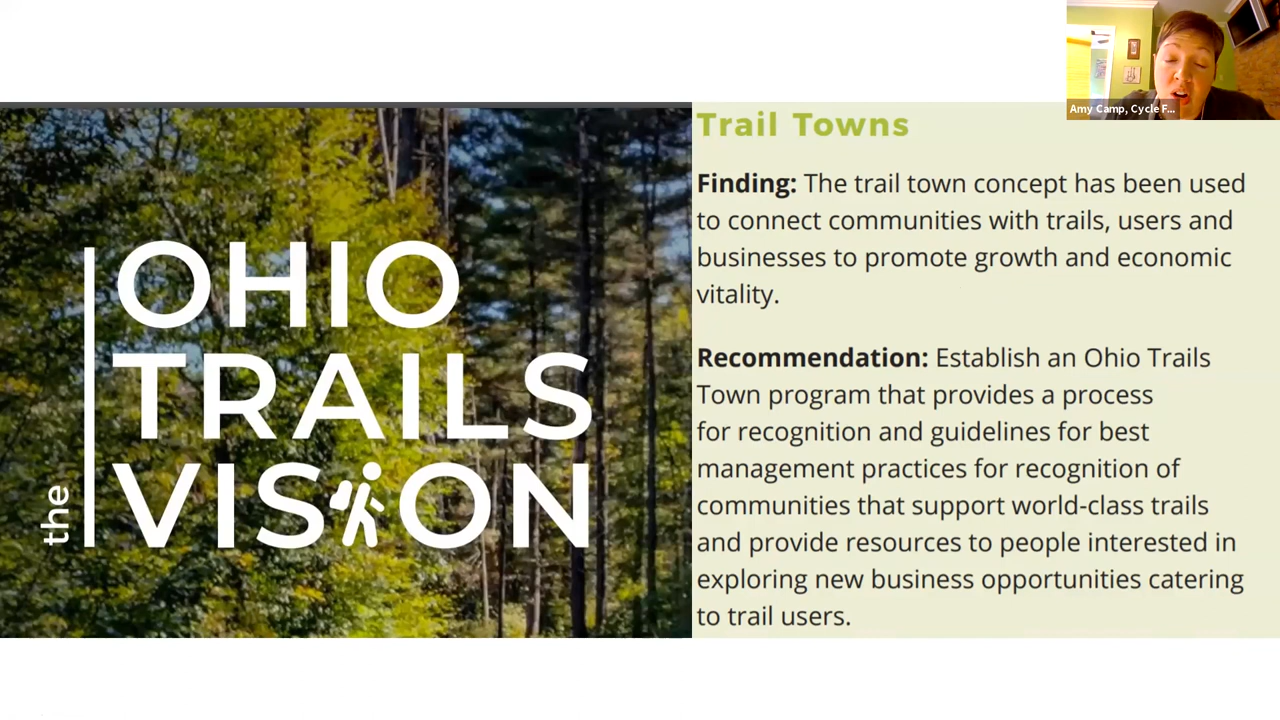 the
OHIO
TRAILS
VISION
Trail Towns
Finding: The trail town concept has been used
to connect communities with trails, users and
businesses to promote growth and economic
vitality.
Recommendation: Establish an Ohio Trails
Town program that provides a process
for recognition and guidelines for best
management practices for recognition of
communities that support world-class trails
and provide resources to people interested in
exploring new business opportunities catering
to trail users.
Amy Camp, Cycle F...